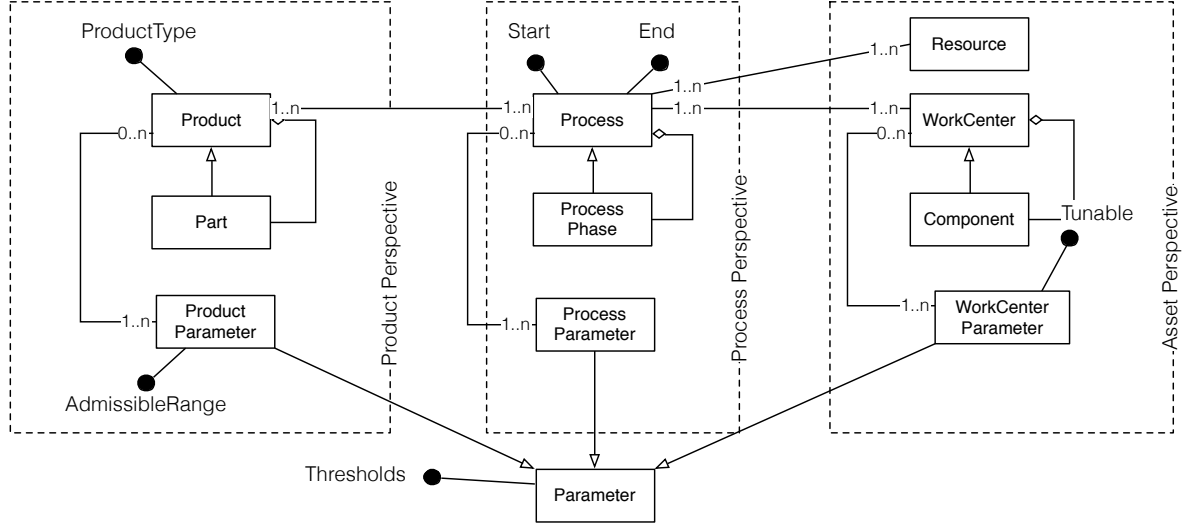 ProductType
Start
End
Resource
1..n
1..n
Product
1..n
1..n
Process
1..n
1..n
WorkCenter
0..n
0..n
0..n
Part
Process
Phase
Component
Tunable
Product Perspective
Process Perspective
Asset Perspective
Product
Parameter
1..n
Process
Parameter
1..n
WorkCenter
Parameter
1..n
AdmissibleRange
Thresholds
Parameter